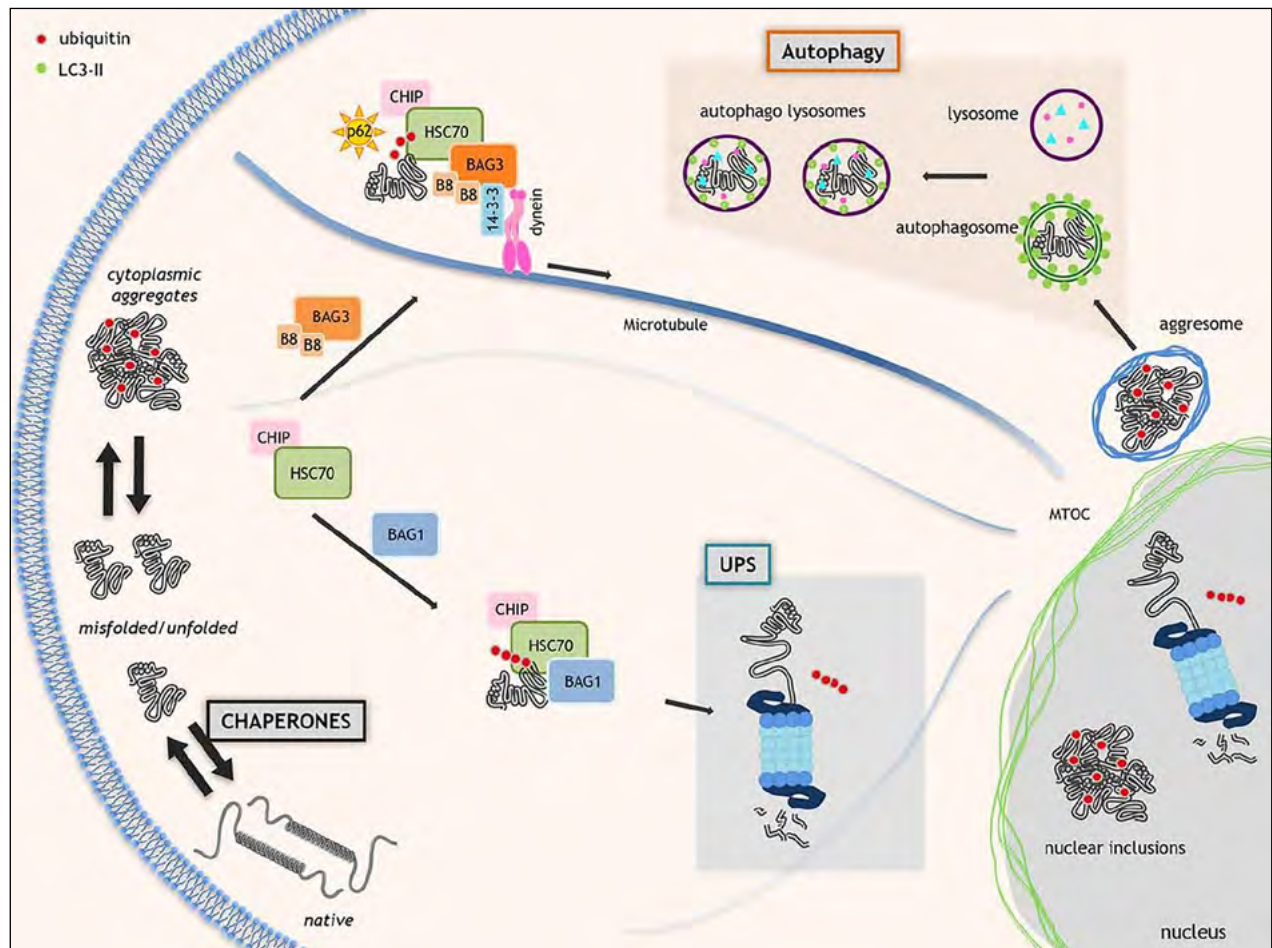 ubiquitin
LC3-II
Autophagy
autophago lysosomes
lysosome
autophagosome
aggresome
CHIP
p62
HSC70
BAG3
B8
B8
14-3-3
dynein
Microtubule
cytoplasmic
aggregates
BAG3
B8
B8
CHIP
HSC70
BAG1
MTOC
UPS
misfolded/unfolded
CHIP
HSC70
BAG1
CHAPERONES
native
nuclear inclusions
nucleus